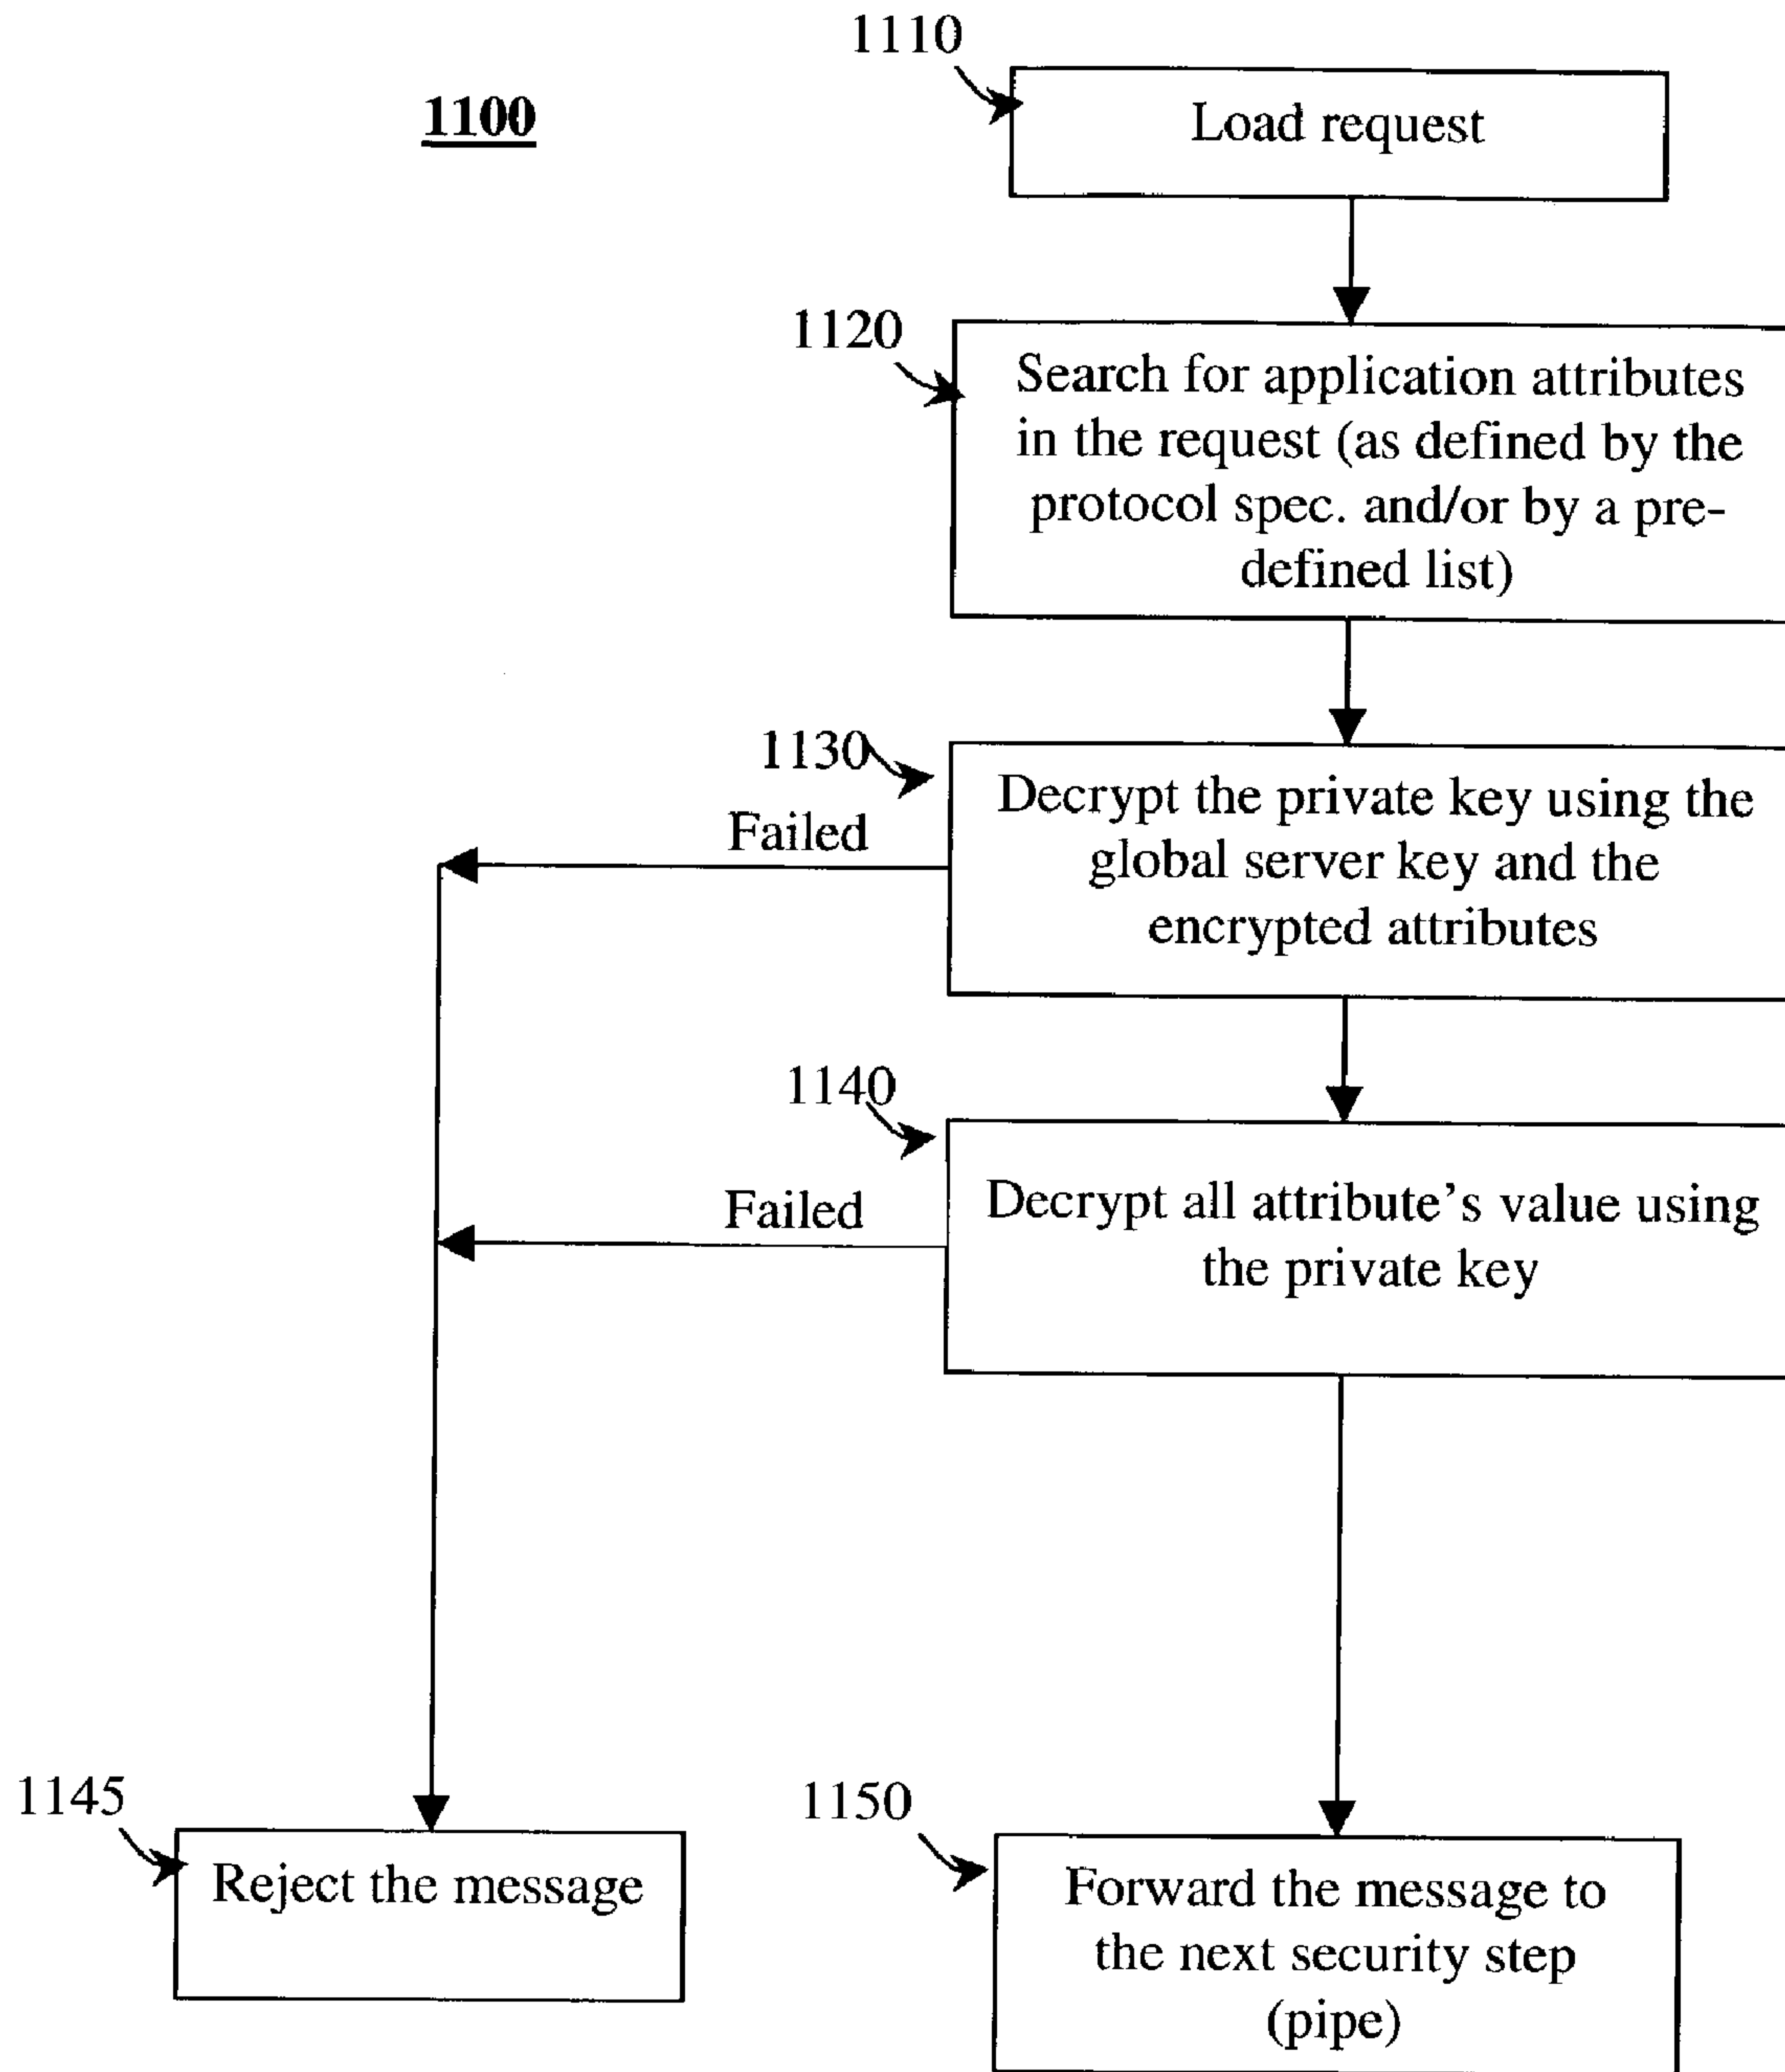 1110
1100
Load request
1120
Search for application attributes
in the request (as defined by the
protocol spec. and/or by a pre-
defined list)
1130
Failed
Decrypt the private key using the
global server key and the
encrypted attributes
1140
Failed
Decrypt all attribute’s value using
the private key
1145
Reject the message
1150
Forward the message to
the next security step
(pipe)